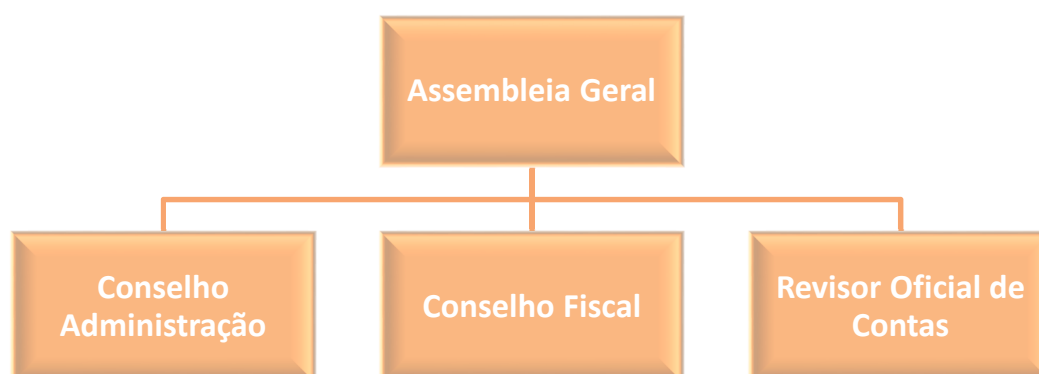 Assembleia Geral
Conselho
Administração
Conselho Fiscal
Revisor Oficial de
Contas